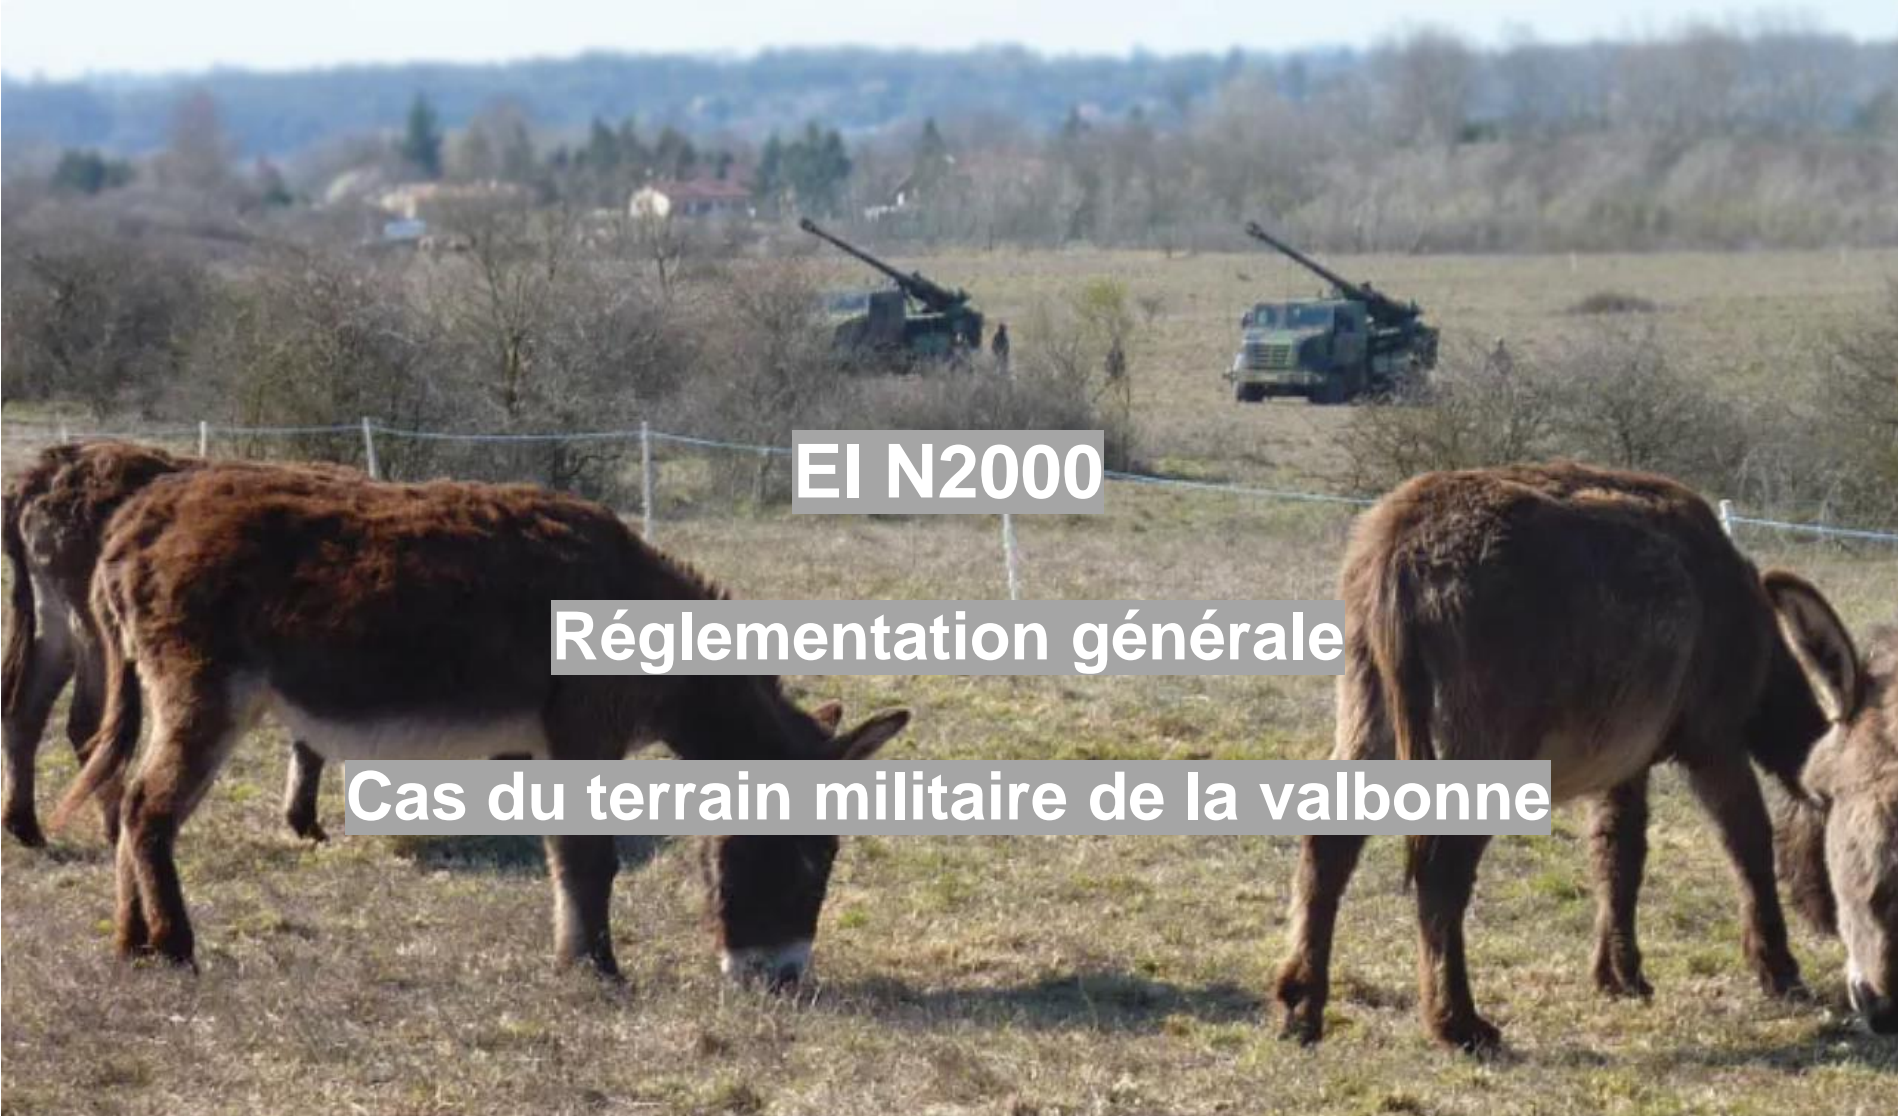 EI N2000
Réglementation générale
Cas du terrain militaire de la valbonne